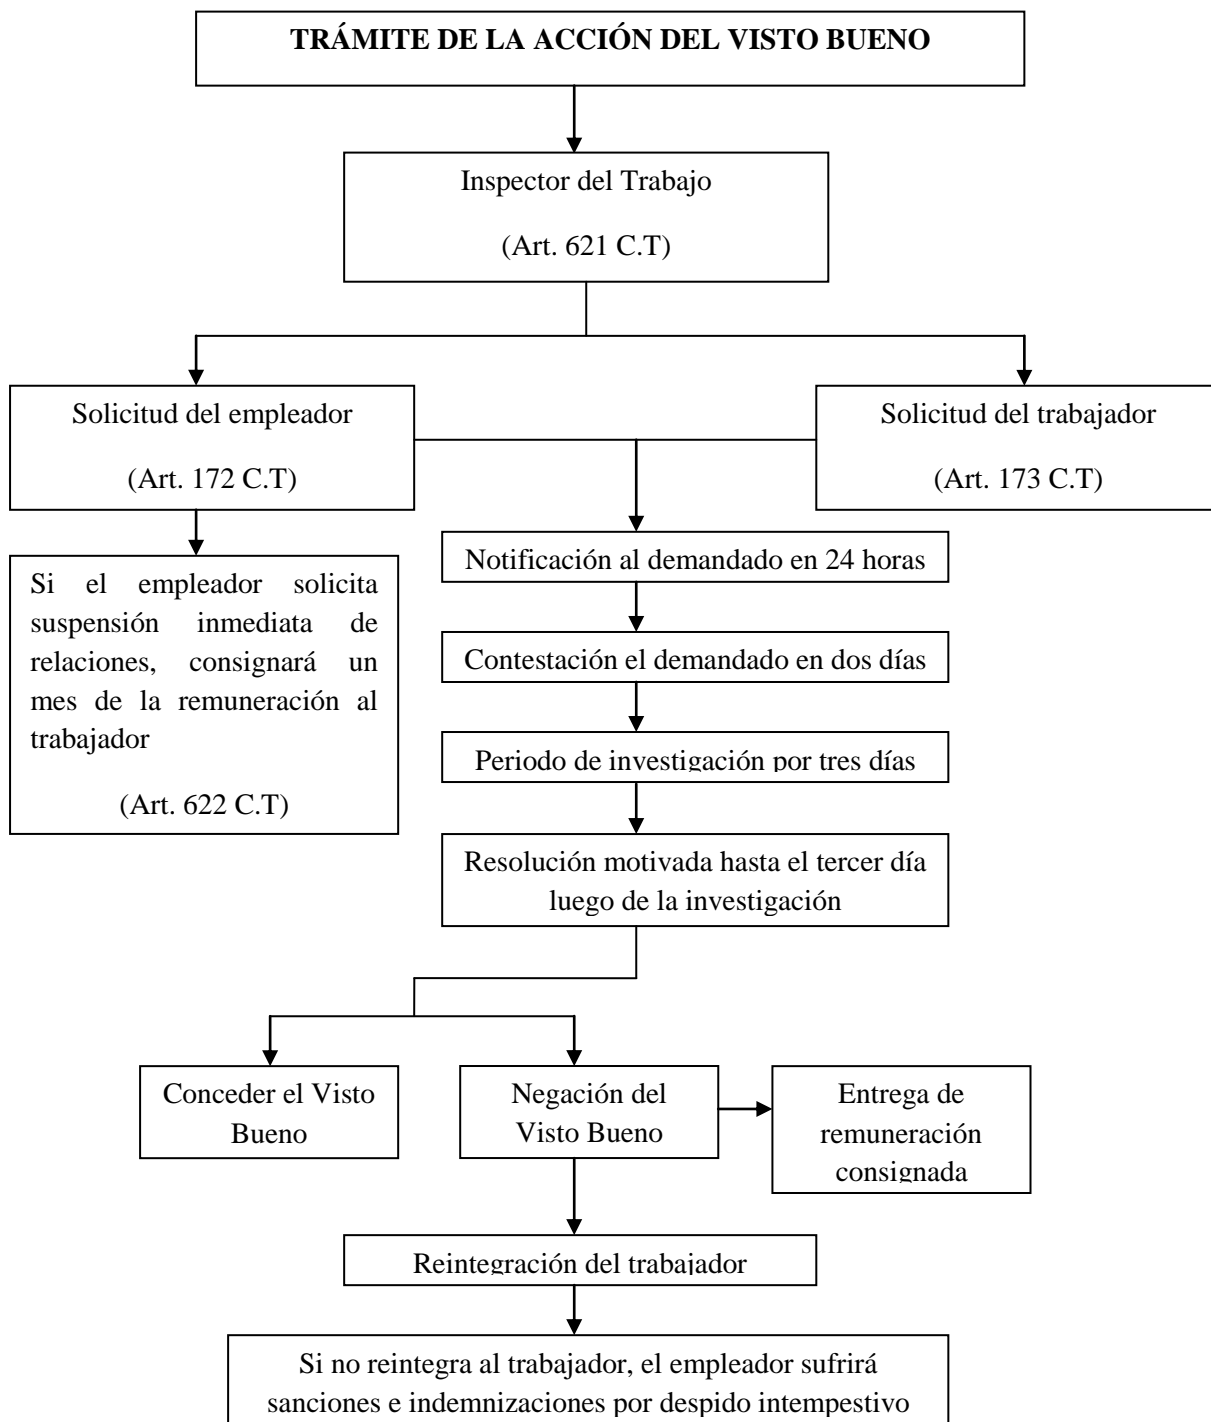 TRÁMITE DE LA ACCIÓN DEL VISTO BUENO
Inspector del Trabajo
(Art. 621 C.T)
Solicitud del empleador
(Art. 172 C.T)
Solicitud del trabajador
(Art. 173 C.T)
Si el empleador solicita
suspensión inmediata de
relaciones, consignará un
mes de la remuneración al
trabajador
(Art. 622 C.T)
Notificación al demandado en 24 horas
Contestación el demandado en dos días
Periodo de investigación por tres días
Resolución motivada hasta el tercer día
luego de la investigación
Conceder el Visto
Bueno
Negación del
Visto Bueno
Entrega de
remuneración
consignada
Reintegración del trabajador
Si no reintegra al trabajador, el empleador sufrirá
sanciones e indemnizaciones por despido intempestivo